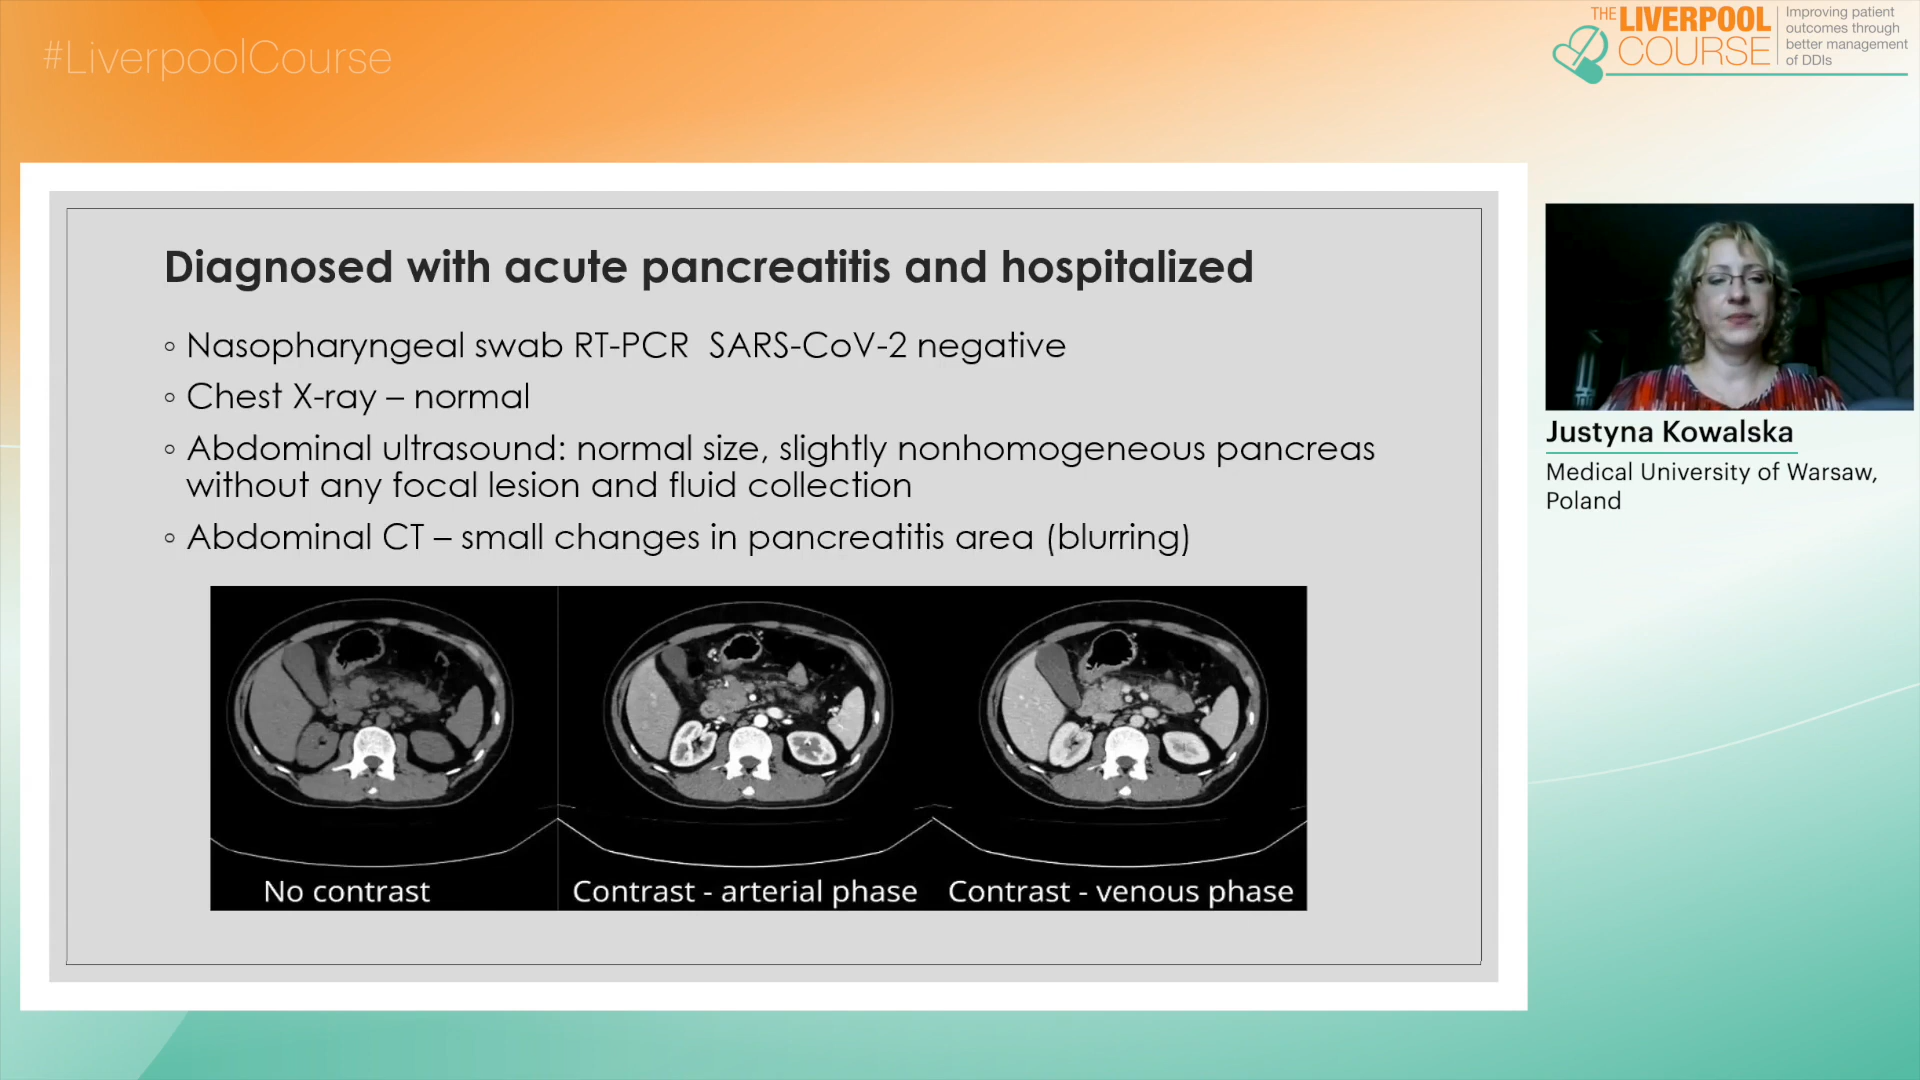 #LiverpoolCourse
THE LIVERPOOL
COURSE
Improving patient
outcomes through
better management
of DDIs
Diagnosed with acute pancreatitis and hospitalized
◦ Nasopharyngeal swab RT-PCR SARS-CoV-2 negative
◦ Chest X-ray – normal
◦ Abdominal ultrasound: normal size, slightly nonhomogeneous pancreas
without any focal lesion and fluid collection
◦ Abdominal CT – small changes in pancreatitis area (blurring)
No contrast
Contrast - arterial phase
Contrast - venous phase
Justyna Kowalska
Medical University of Warsaw,
Poland